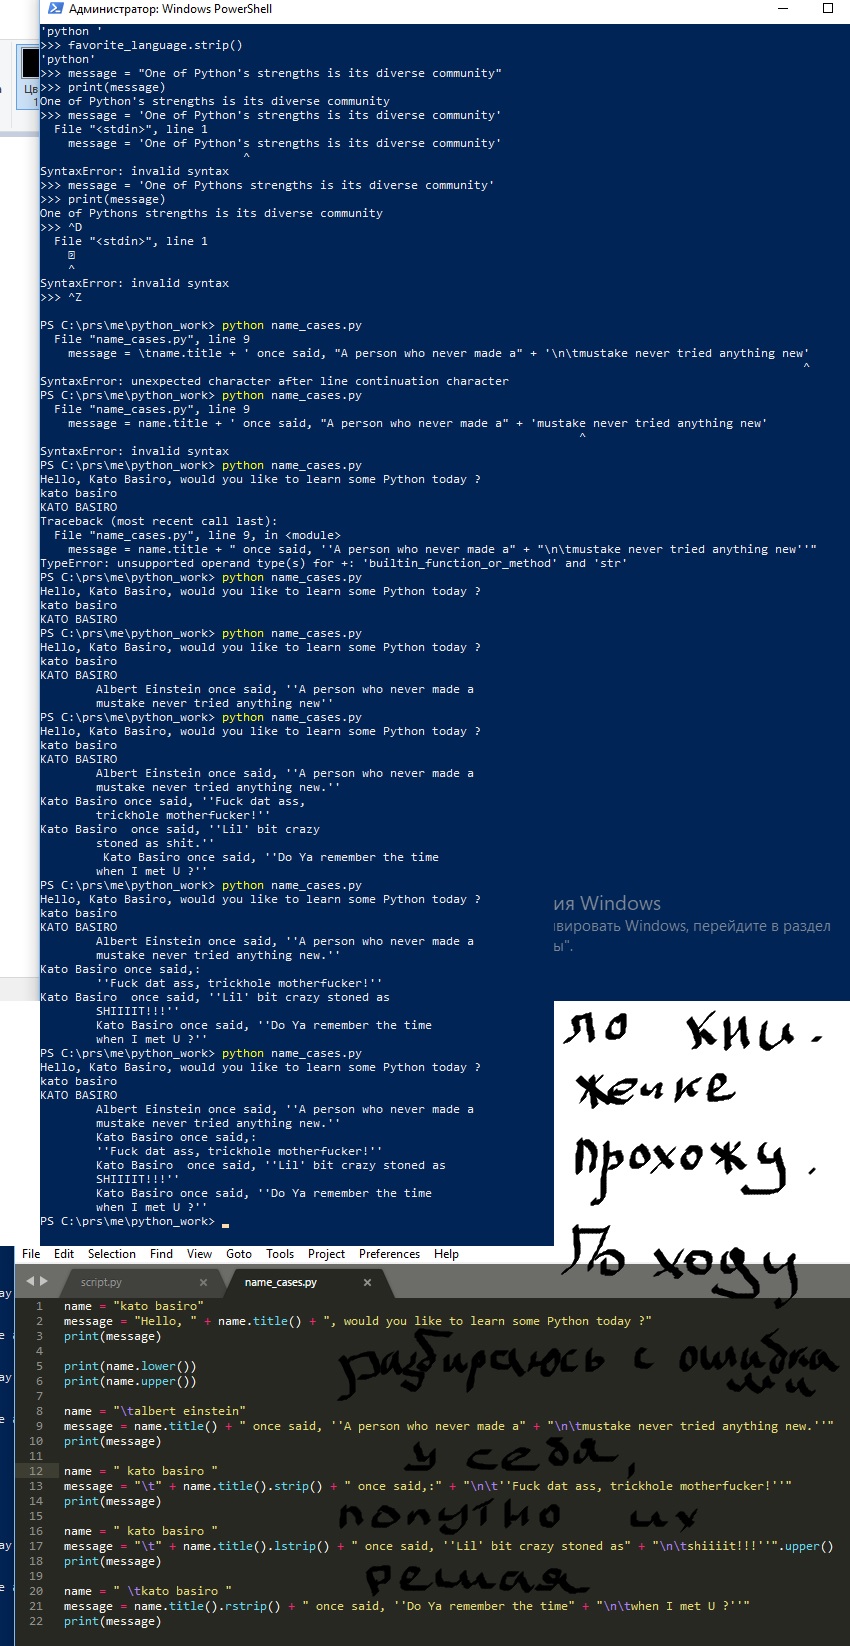 Администратор: Windows PowerShell
'python '
>>> favorite_language.strip()
'python'
>>> message = "One of Python's strengths is its diverse community"
>>> print(message)
One of Python's strengths is its diverse community
>>> message = 'One of Python's strengths is its diverse community'
  File "<stdin>", line 1
    message = 'One of Python's strengths is its diverse community'
                             ^
SyntaxError: invalid syntax
>>> message = 'One of Pythons strengths is its diverse community'
>>> print(message)
One of Pythons strengths is its diverse community
>>> ^D
  File "<stdin>", line 1
    ^
SyntaxError: invalid syntax
>>> ^Z
PS C:\prs\me\python_work> python name_cases.py
  File "name_cases.py", line 9
    message = \tname.title + ' once said, "A person who never made a" + '\n\tmustake never tried anything new'
                                                                                                             ^
SyntaxError: unexpected character after line continuation character
PS C:\prs\me\python_work> python name_cases.py
  File "name_cases.py", line 9
    message = name.title + ' once said, "A person who never made a" + 'mustake never tried anything new'
                                                                             ^
SyntaxError: invalid syntax
PS C:\prs\me\python_work> python name_cases.py
Hello, Kato Basiro, would you like to learn some Python today ?
kato basiro
KATO BASIRO
Traceback (most recent call last):
  File "name_cases.py", line 9, in <module>
    message = name.title + " once said, ''A person who never made a" + "\n\tmustake never tried anything new''"
TypeError: unsupported operand type(s) for +: 'builtin_function_or_method' and 'str'
PS C:\prs\me\python_work> python name_cases.py
Hello, Kato Basiro, would you like to learn some Python today ?
kato basiro
KATO BASIRO
PS C:\prs\me\python_work> python name_cases.py
Hello, Kato Basiro, would you like to learn some Python today ?
kato basiro
KATO BASIRO
        Albert Einstein once said, ''A person who never made a
        mustake never tried anything new''
PS C:\prs\me\python_work> python name_cases.py
Hello, Kato Basiro, would you like to learn some Python today ?
kato basiro
KATO BASIRO
        Albert Einstein once said, ''A person who never made a
        mustake never tried anything new.''
Kato Basiro once said, ''Fuck dat ass,
        trickhole motherfucker!''
Kato Basiro  once said, ''Lil' bit crazy
        stoned as shit.''
         Kato Basiro once said, ''Do Ya remember the time
        when I met U ?''
PS C:\prs\me\python_work> python name_cases.py
Hello, Kato Basiro, would you like to learn some Python today ?
kato basiro
KATO BASIRO
        Albert Einstein once said, ''A person who never made a
        mustake never tried anything new.''
Kato Basiro once said,:
        ''Fuck dat ass, trickhole motherfucker!''
Kato Basiro  once said, ''Lil' bit crazy stoned as
        SHIIIIT!!!''
        Kato Basiro once said, ''Do Ya remember the time
        when I met U ?''
PS C:\prs\me\python_work> python name_cases.py
Hello, Kato Basiro, would you like to learn some Python today ?
kato basiro
KATO BASIRO
        Albert Einstein once said, ''A person who never made a
        mustake never tried anything new.''
        Kato Basiro once said,:
        ''Fuck dat ass, trickhole motherfucker!''
        Kato Basiro  once said, ''Lil' bit crazy stoned as
        SHIIIIT!!!''
        Kato Basiro once said, ''Do Ya remember the time
        when I met U ?''
PS C:\prs\me\python_work>
ия Windows
ивировать Windows, перейдите в раздел
ы".
по кни-
жечке
прохожу.
По ходу
разбираюсь с ошибка
ми
у себя,
попутно их
решая
File Edit Selection Find View Goto Tools Project Preferences Help
script.py × name_cases.py ×
1 name = "kato basiro"
2 message = "Hello, " + name.title() + ", would you like to learn some Python today ?"
3 print(message)
4
5 print(name.lower())
6 print(name.upper())
7
8 name = "\talbert einstein"
9 message = name.title() + " once said, ''A person who never made a" + "\n\tmustake never tried anything new.''"
10 print(message)
11
12 name = " kato basiro "
13 message = "\t" + name.title().strip() + " once said,:" + "\n\t''Fuck dat ass, trickhole motherfucker!''"
14 print(message)
15
16 name = " kato basiro "
17 message = "\t" + name.title().lstrip() + " once said, ''Lil' bit crazy stoned as" + "\n\tshiiiit!!!''".upper()
18 print(message)
19
20 name = " \tkato basiro "
21 message = name.title().rstrip() + " once said, ''Do Ya remember the time" + "\n\twhen I met U ?''"
22 print(message)